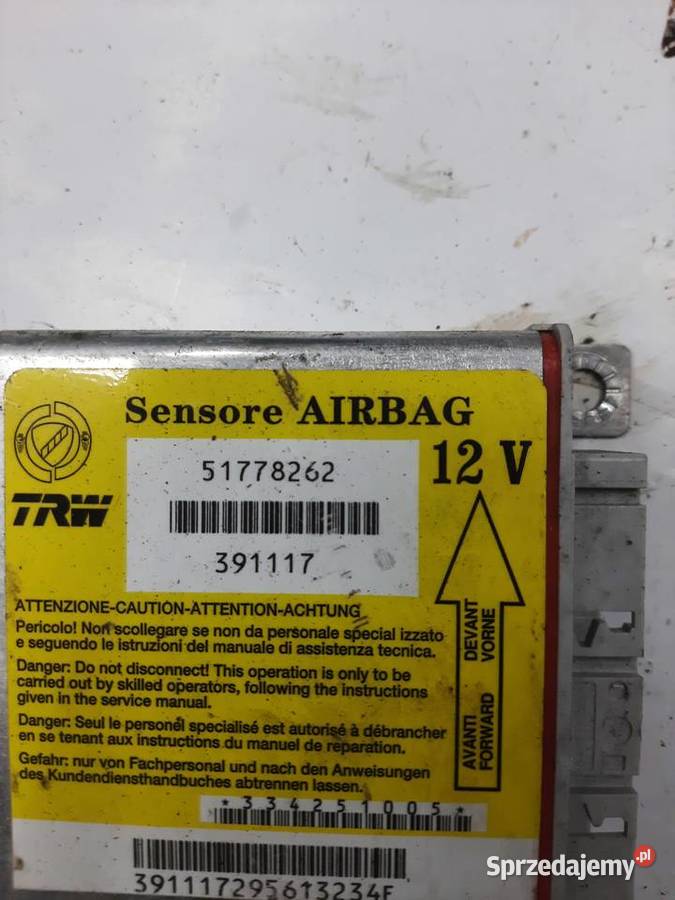 Sensore AIRBAG
51778262
12 V
TRW
391117
ATTENZIONE-CAUTION-ATTENTION-ACHTUNG
Pericolo! Non scollegare se non da personale special izzato
e seguendo le istruzioni del manuale di assistenza tecnica.
Danger: Do not disconnect! This operation is only to be
carried out by skilled operators, following the instructions
given in the service manual.
Danger: Seul le personel spécialisé est autorisé à débrancher
en se tenant aux instructions du manuel de reparation.
Gefahr: nur von Fachpersonal und nach den Anweisungen
des Kundendiensthandbuches abtrennen lassen.
DEVANT
VORNE
AVANTI
FORWARD
*334251005*
391117295613234F
Sprzedajemy.pl